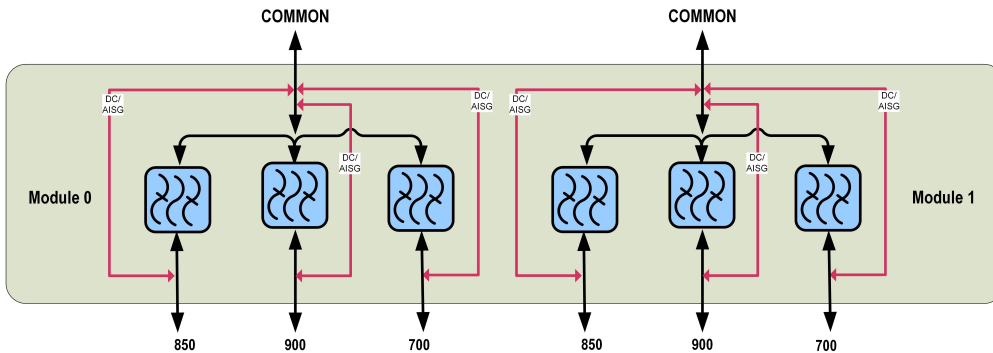 COMMON
COMMON
DC/
AISG
DC/
AISG
DC/
AISG
DC/
AISG
DC/
AISG
DC/
AISG
Module 0
Module 1
850
900
700
850
900
700